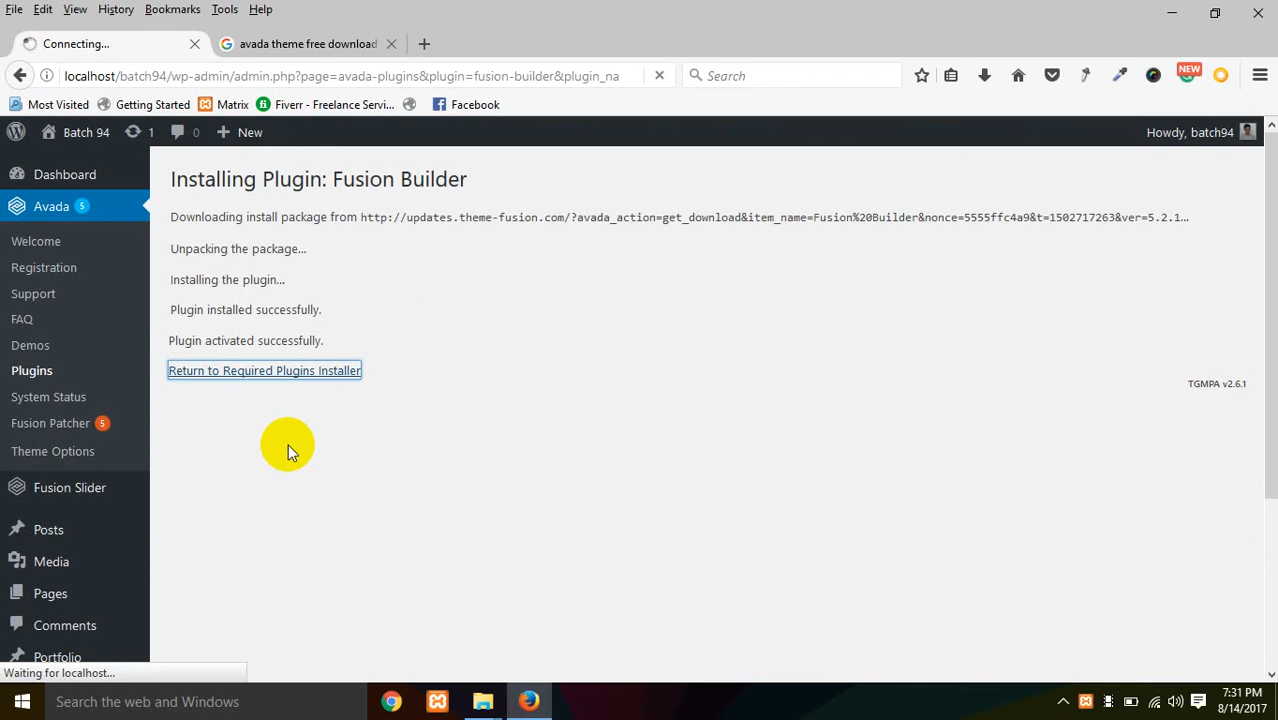 File Edit View History Bookmarks Tools Help
Connecting...
avada theme free download
localhost/batch94/wp-admin/admin.php?page=avada-plugins&plugin=fusion-builder&plugin_na
Search
NEW
Most Visited Getting Started Matrix Fiverr - Freelance Servi... Facebook
Batch 94 1 0 New Howdy, batch94
Dashboard
Avada 5
Welcome
Registration
Support
FAQ
Demos
Plugins
System Status
Fusion Patcher 5
Theme Options
Fusion Slider
Posts
Media
Pages
Comments
Portfolio
Installing Plugin: Fusion Builder
Downloading install package from http://updates.theme-fusion.com/?avada_action=get_download&item_name=Fusion%20Builder&nonce=5555ffc4a9&t=1502717263&ver=5.2.1…
Unpacking the package...
Installing the plugin...
Plugin installed successfully.
Plugin activated successfully.
Return to Required Plugins Installer
TGMPA v2.6.1
Waiting for localhost...
Search the web and Windows
7:31 PM
8/14/2017